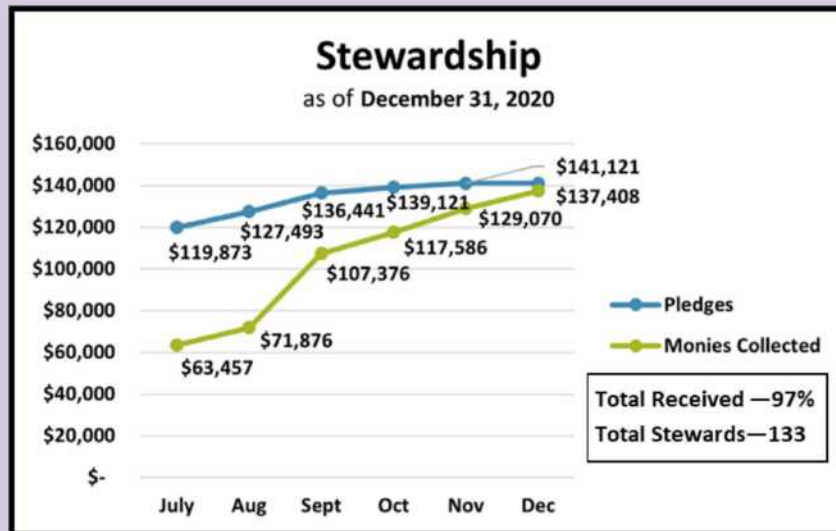 Stewardship
as of December 31, 2020
$160,000
$140,000
$120,000
$100,000
$80,000
$60,000
$40,000
$20,000
$-
$119,873
$127,493
$136,441
$139,121
$141,121
$63,457
$71,876
$107,376
$117,586
$129,070
$137,408
July Aug Sept Oct Nov Dec
Pledges
Monies Collected
Total Received —97%
Total Stewards—133